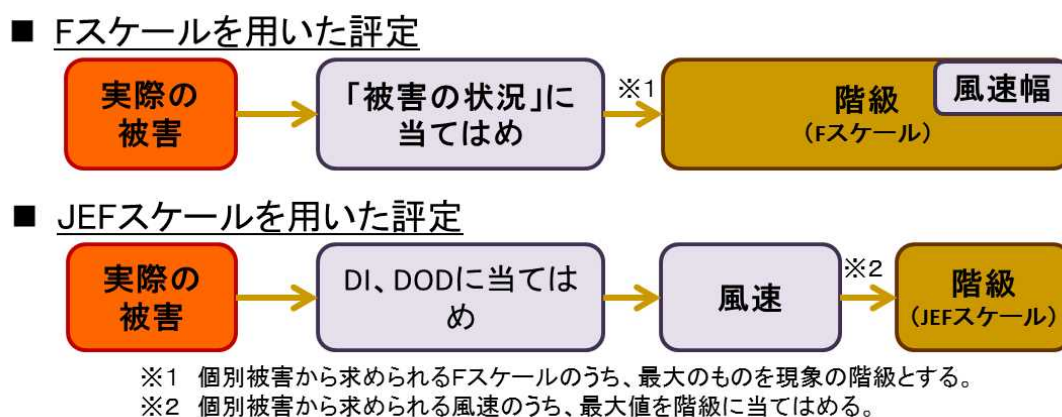 ■ Fスケールを用いた評定
実際の
被害
「被害の状況」に
当てはめ
※1
階級
(Fスケール)
風速幅
■ JEFスケールを用いた評定
実際の
被害
DI、DODに当ては
め
風速
※2
階級
(JEFスケール)
※1 個別被害から求められるFスケールのうち、最大のものを現象の階級とする。
※2 個別被害から求められる風速のうち、最大値を階級に当てはめる。